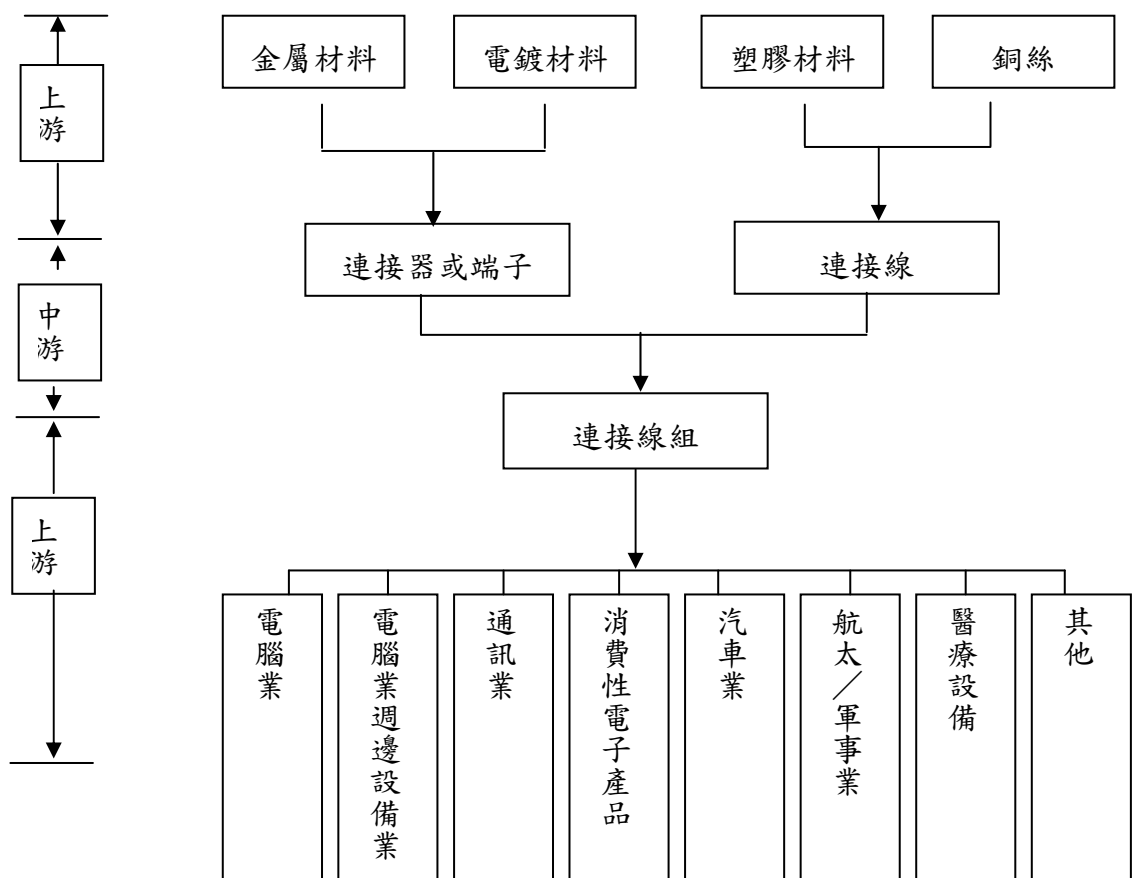 上游
金屬材料
電鍍材料
塑膠材料
銅絲
中游
連接器或端子
連接線
連接線組
上游
電腦業
電腦業週邊設備業
通訊業
消費性電子產品
汽車業
航太／軍事業
醫療設備
其他